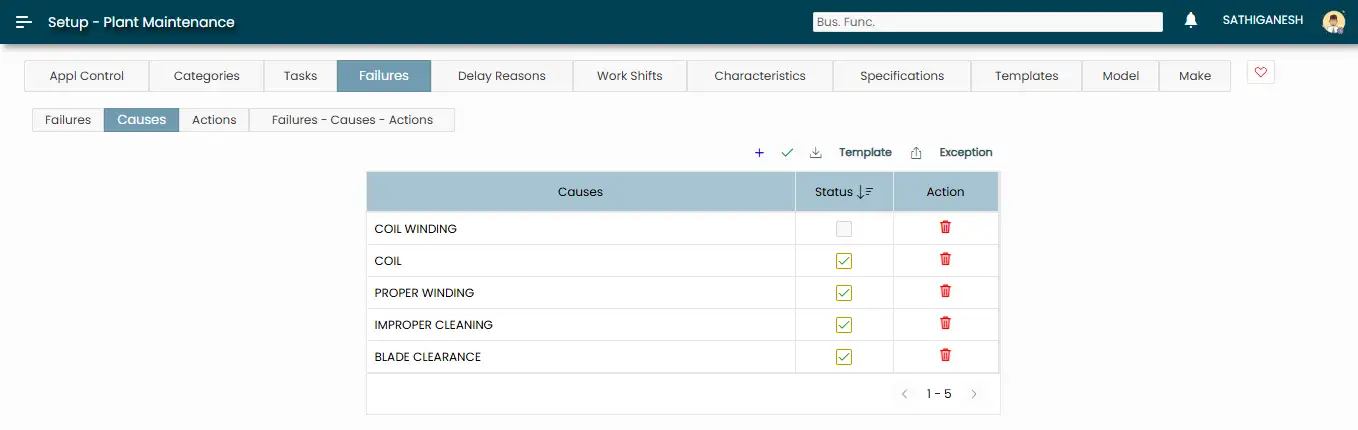 Setup - Plant Maintenance
Bus. Func.
SATHIGANESH
Appl Control Categories Tasks Failures Delay Reasons Work Shifts Characteristics Specifications Templates Model Make
Failures Causes Actions Failures - Causes - Actions
Template Exception
Causes Status Action
COIL WINDING
COIL
PROPER WINDING
IMPROPER CLEANING
BLADE CLEARANCE
1 - 5